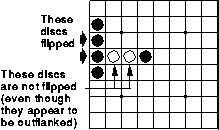 These
discs
flipped
These discs
are not flipped
(even though
they appear to
be outflanked)